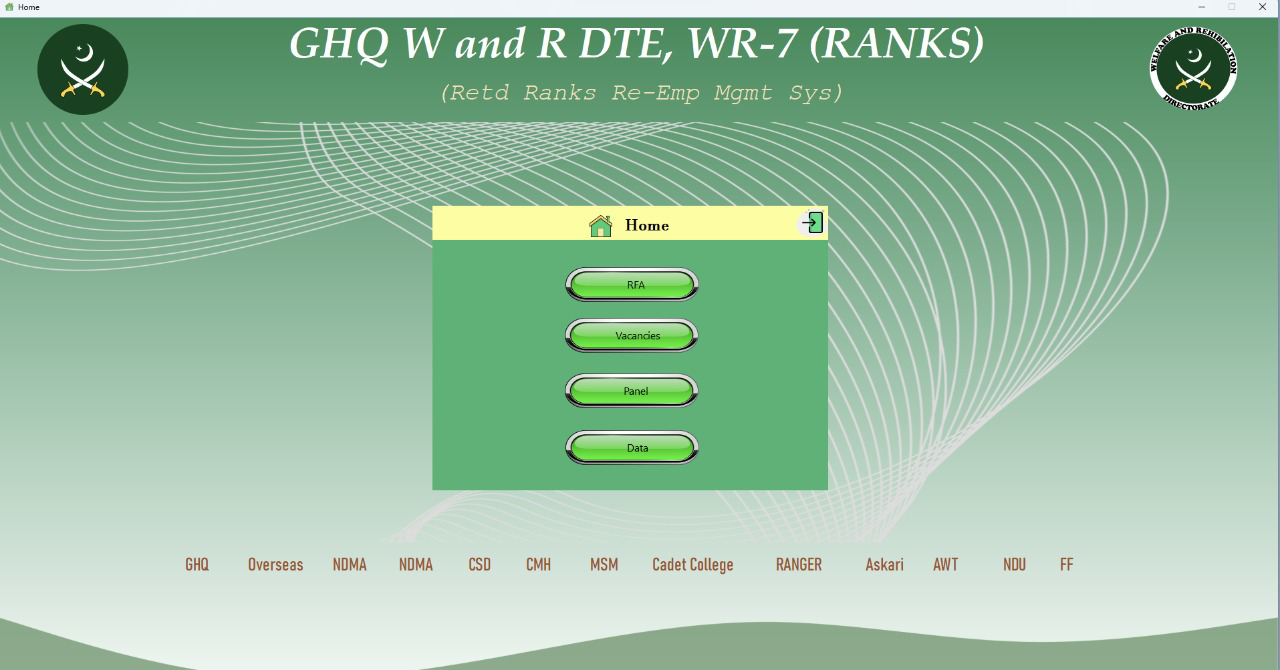 Home
GHQ W and R DTE, WR-7 (RANKS)
(Retd Ranks Re-Emp Mgmt Sys)
WELFARE AND REHIBILATION
DIRECTORATE
Home
RFA
Vacancies
Panel
Data
GHQ Overseas NDMA NDMA CSD CMH MSM Cadet College RANGER Askari AWT NDU FF